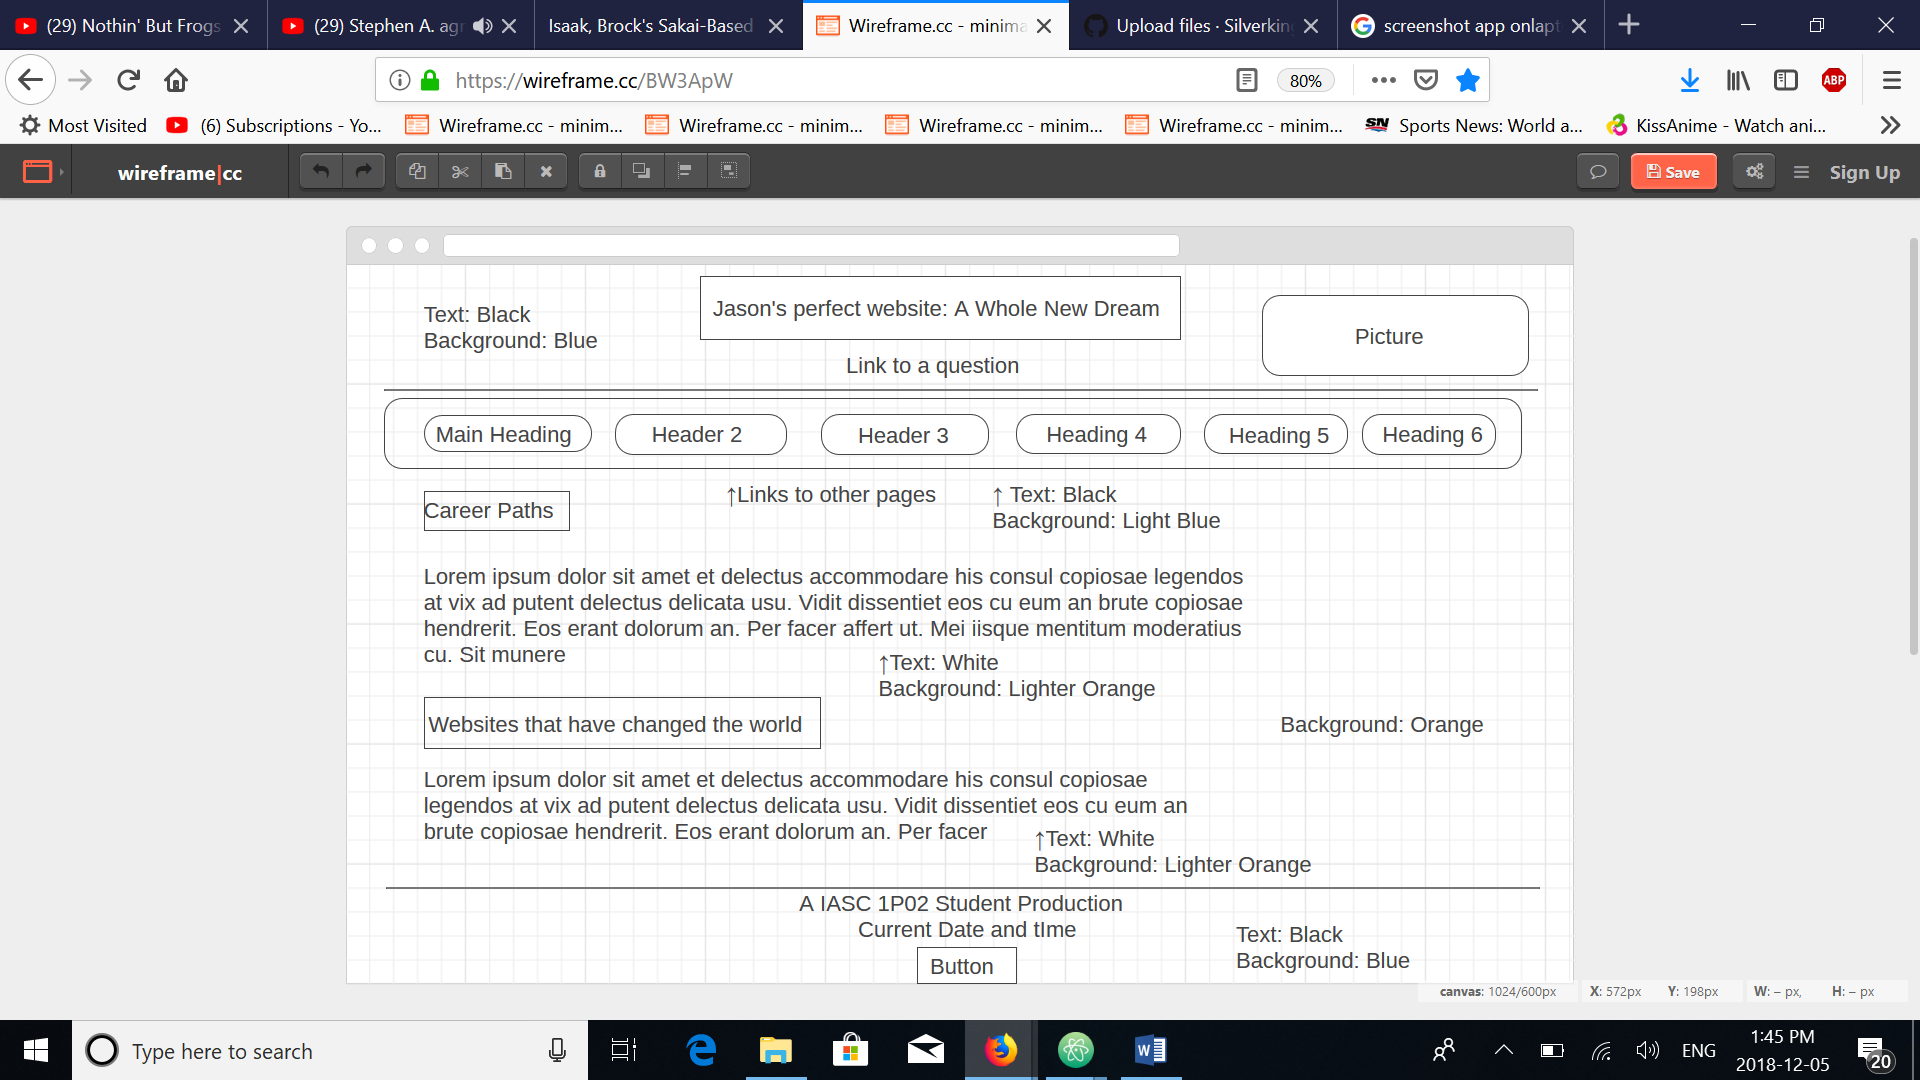 (29) Nothin' But Frogs
(29) Stephen A. agr
Isaak, Brock's Sakai-Based
Wireframe.cc - minima
Upload files · Silverking
screenshot app onlapt
https://wireframe.cc/BW3ApW
80%
ABP
Most Visited
(6) Subscriptions - Yo...
Wireframe.cc - minim...
Wireframe.cc - minim...
Wireframe.cc - minim...
Wireframe.cc - minim...
SN Sports News: World a...
KissAnime - Watch ani...
wireframe|cc
Save
Sign Up
Text: Black
Background: Blue
Jason's perfect website: A Whole New Dream
Link to a question
Picture
Main Heading
Header 2
Header 3
Heading 4
Heading 5
Heading 6
Career Paths
↑Links to other pages
↑ Text: Black
Background: Light Blue
Lorem ipsum dolor sit amet et delectus accommodare his consul copiosae legendos
at vix ad putent delectus delicata usu. Vidit dissentiet eos cu eum an brute copiosae
hendrerit. Eos erant dolorum an. Per facer affert ut. Mei iisque mentitum moderatius
cu. Sit munere
↑Text: White
Background: Lighter Orange
Websites that have changed the world
Background: Orange
Lorem ipsum dolor sit amet et delectus accommodare his consul copiosae
legendos at vix ad putent delectus delicata usu. Vidit dissentiet eos cu eum an
brute copiosae hendrerit. Eos erant dolorum an. Per facer
↑Text: White
Background: Lighter Orange
A IASC 1P02 Student Production
Current Date and tIme
Button
Text: Black
Background: Blue
canvas: 1024/600px
X: 572px
Y: 198px
W: – px,
H: – px
Type here to search
ENG
1:45 PM
2018-12-05
20